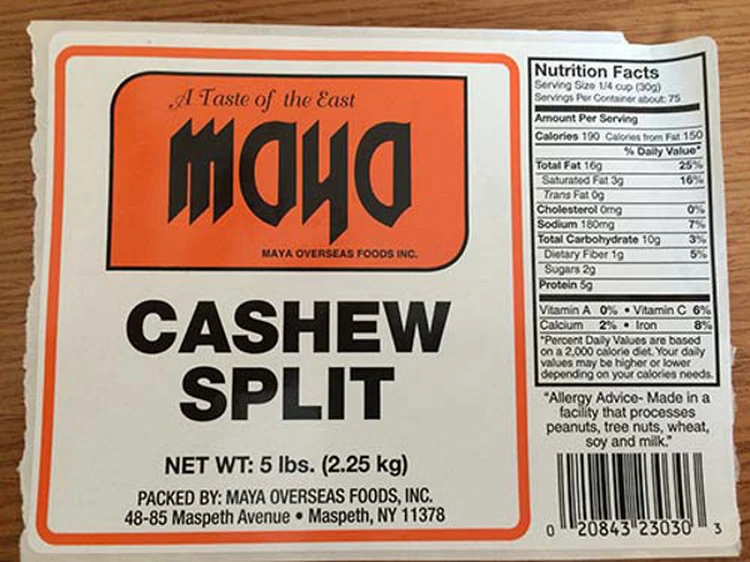 A Taste of the East
maya
MAYA OVERSEAS FOODS INC.
CASHEW
SPLIT
NET WT: 5 lbs. (2.25 kg)
PACKED BY: MAYA OVERSEAS FOODS, INC.
48-85 Maspeth Avenue • Maspeth, NY 11378
Nutrition Facts
Serving Size 1/4 cup (30g)
Servings Per Container about: 75
Amount Per Serving
Calories 190 Calories from Fat 150
% Daily Value*
Total Fat 16g 25%
Saturated Fat 3g 16%
Trans Fat 0g
Cholesterol 0mg 0%
Sodium 180mg 7%
Total Carbohydrate 10g 3%
Dietary Fiber 1g 5%
Sugars 2g
Protein 5g
Vitamin A 0% • Vitamin C 6%
Calcium 2% • Iron 8%
*Percent Daily Values are based
on a 2,000 calorie diet. Your daily
values may be higher or lower
depending on your calories needs.
"Allergy Advice- Made in a
facility that processes
peanuts, tree nuts, wheat,
soy and milk."
0 20843 23030 3